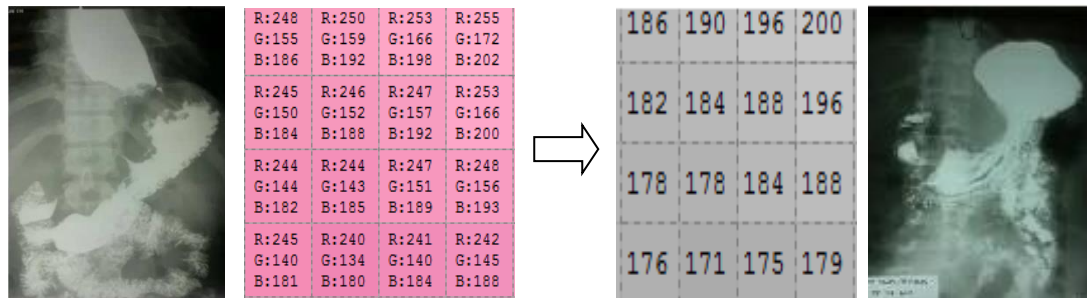 R:248 R:250 R:253 R:255
G:155 G:159 G:166 G:172
B:186 B:192 B:198 B:202
R:245 R:246 R:247 R:253
G:150 G:152 G:157 G:166
B:184 B:188 B:192 B:200
R:244 R:244 R:247 R:248
G:144 G:143 G:151 G:156
B:182 B:185 B:189 B:193
R:245 R:240 R:241 R:242
G:140 G:134 G:140 G:145
B:181 B:180 B:184 B:188
186 190 196 200
182 184 188 196
178 178 184 188
176 171 175 179